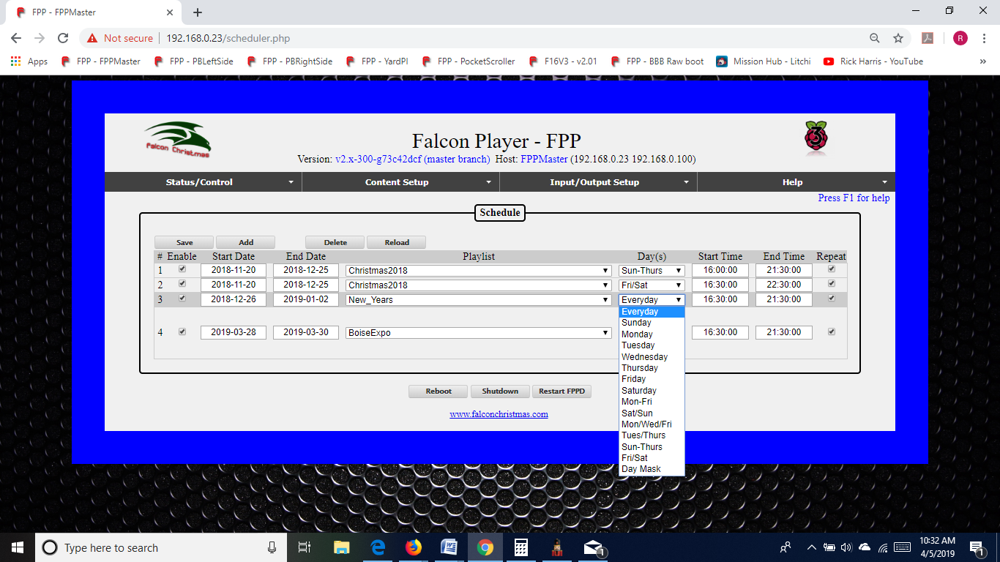 FPP - FPPMaster
Not secure 192.168.0.23/scheduler.php
Apps FPP - FPPMaster FPP - PBLeftSide FPP - PBRightSide FPP - YardPI FPP - PocketScroller F16V3 - v2.01 FPP - BBB Raw boot Mission Hub - Litchi Rick Harris - YouTube »
R
Falcon Christmas
3
Falcon Player - FPP
Version: v2.x-300-g73c42dcf (master branch) Host: FPPMaster (192.168.0.23 192.168.0.100)
Status/Control Content Setup Input/Output Setup Help
Press F1 for help
Schedule
Save Add Delete Reload
# Enable Start Date End Date Playlist Day(s) Start Time End Time Repeat
1 2018-11-20 2018-12-25 Christmas2018 Sun-Thurs 16:00:00 21:30:00
2 2018-11-20 2018-12-25 Christmas2018 Fri/Sat 16:30:00 22:30:00
3 2018-12-26 2019-01-02 New_Years Everyday 16:30:00 21:30:00
Everyday
Sunday
Monday
Tuesday
Wednesday
Thursday
Friday
Saturday
Mon-Fri
Sat/Sun
Mon/Wed/Fri
Tues/Thurs
Sun-Thurs
Fri/Sat
Day Mask
4 2019-03-28 2019-03-30 BoiseExpo 16:30:00 21:30:00
Reboot Shutdown Restart FPPD
www.falconchristmas.com
Type here to search
1
10:32 AM
4/5/2019
1